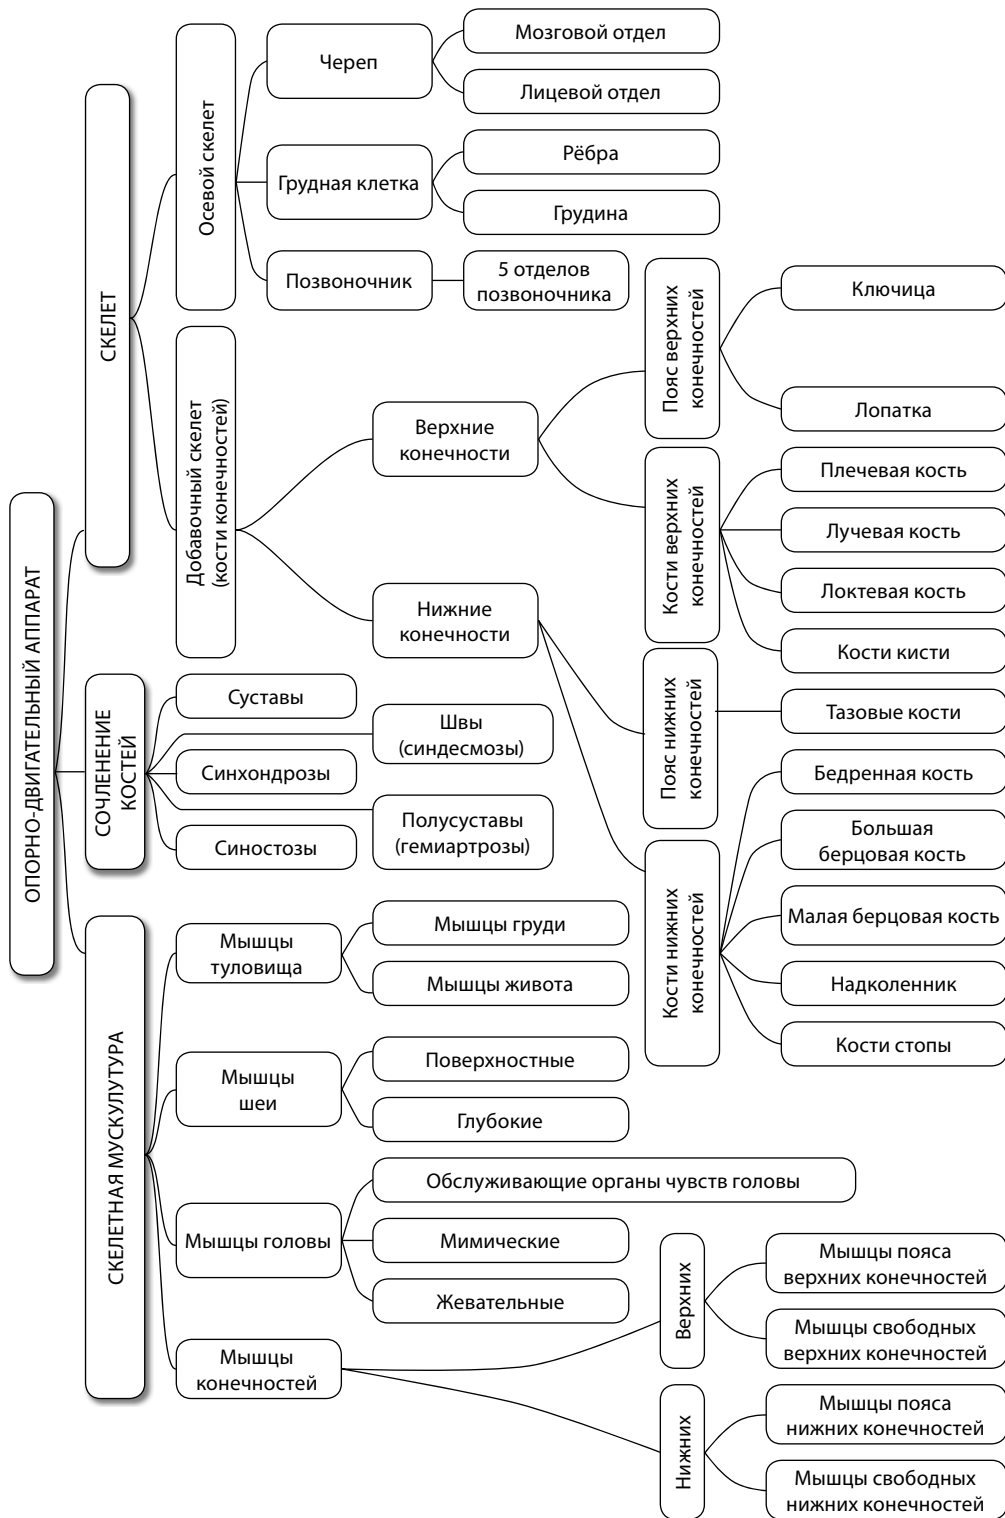 ОПОРНО-ДВИГАТЕЛЬНЫЙ АППАРАТ
СКЕЛЕТ
Осевой скелет
Череп
Мозговой отдел
Лицевой отдел
Грудная клетка
Рёбра
Грудина
Позвоночник
5 отделов
позвоночника
Добавочный скелет
(кости конечностей)
Верхние
конечности
Пояс верхних
конечностей
Ключица
Лопатка
Кости верхних
конечностей
Плечевая кость
Лучевая кость
Локтевая кость
Кости кисти
Нижние
конечности
Пояс нижних
конечностей
Тазовые кости
Кости нижних
конечностей
Бедренная кость
Большая
берцовая кость
Малая берцовая кость
Надколенник
Кости стопы
СОЧЛЕНЕНИЕ
КОСТЕЙ
Суставы
Швы
(синдесмозы)
Синхондрозы
Полусуставы
(гемиартрозы)
Синостозы
СКЕЛЕТНАЯ МУСКУЛУТУРА
Мышцы
туловища
Мышцы груди
Мышцы живота
Мышцы
шеи
Поверхностные
Глубокие
Мышцы головы
Обслуживающие органы чувств головы
Мимические
Жевательные
Мышцы
конечностей
Верхних
Мышцы пояса
верхних конечностей
Мышцы свободных
верхних конечностей
Нижних
Мышцы пояса
нижних конечностей
Мышцы свободных
нижних конечностей